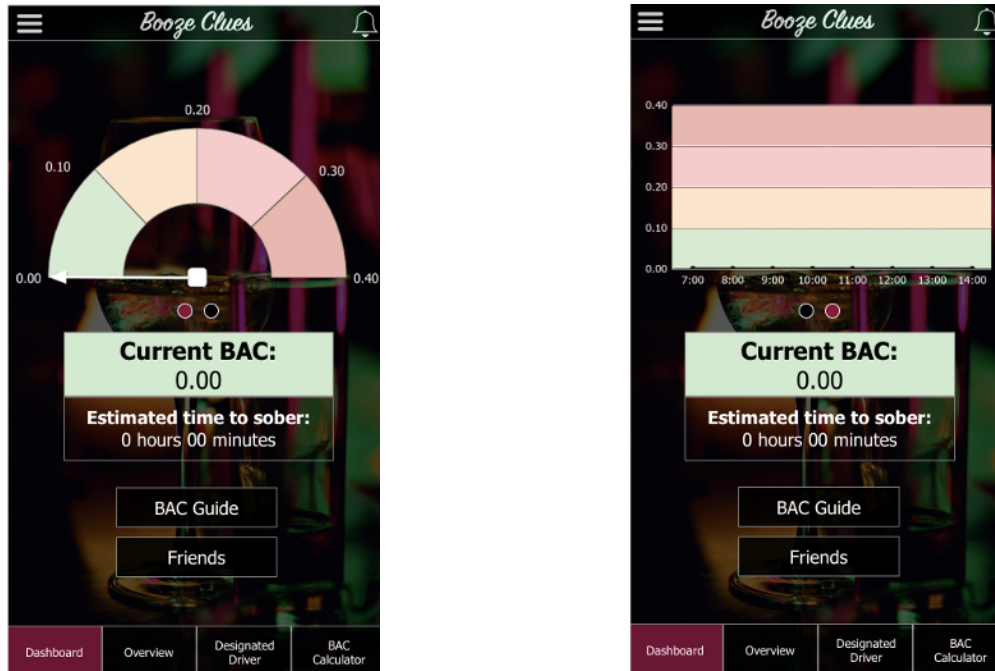 Booze Clues
0.20
0.10
0.30
0.00
0.40
Current BAC:
0.00
Estimated time to sober:
0 hours 00 minutes
BAC Guide
Friends
Dashboard
Overview
Designated
Driver
BAC
Calculator
Booze Clues
0.40
0.30
0.20
0.10
0.00
7:00 8:00 9:00 10:00 11:00 12:00 13:00 14:00
Current BAC:
0.00
Estimated time to sober:
0 hours 00 minutes
BAC Guide
Friends
Dashboard
Overview
Designated
Driver
BAC
Calculator